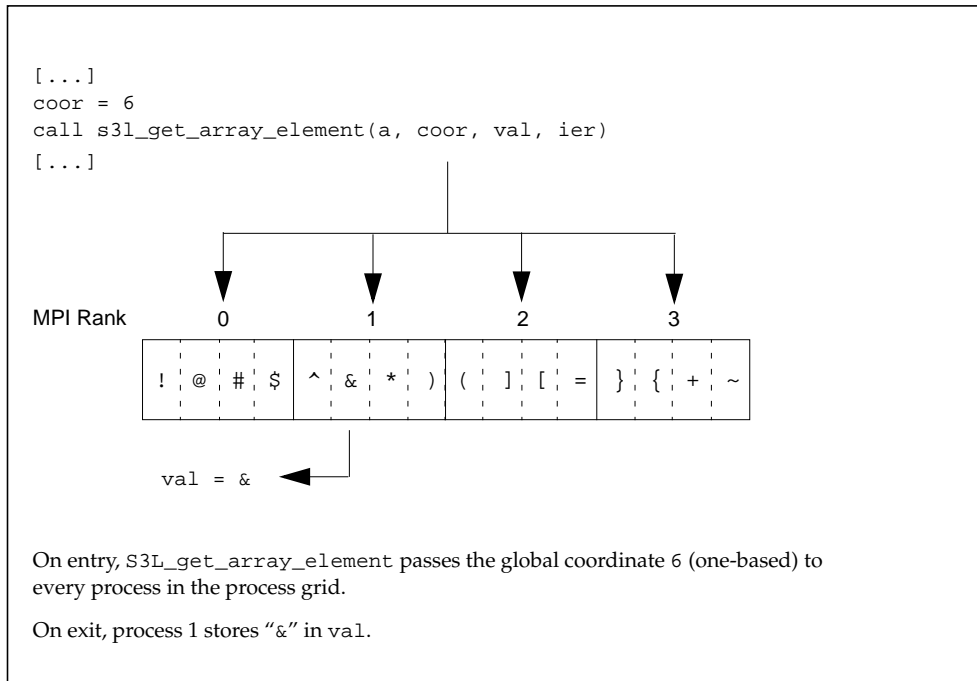 [...]
coor = 6
call s3l_get_array_element(a, coor, val, ier)
[...]
MPI Rank 0 1 2 3
! @ # $ ^ & * ) ( ] [ = } { + ~
val = &
On entry, S3L_get_array_element passes the global coordinate 6 (one-based) to
every process in the process grid.
On exit, process 1 stores “&” in val.